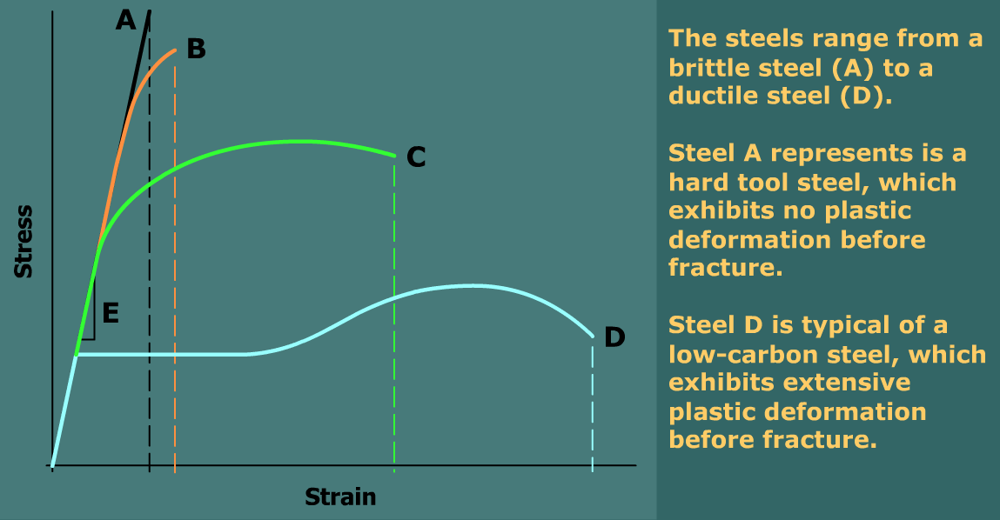 A
B
C
E
D
Stress
Strain
The steels range from a
brittle steel (A) to a
ductile steel (D).
Steel A represents is a
hard tool steel, which
exhibits no plastic
deformation before
fracture.
Steel D is typical of a
low-carbon steel, which
exhibits extensive
plastic deformation
before fracture.